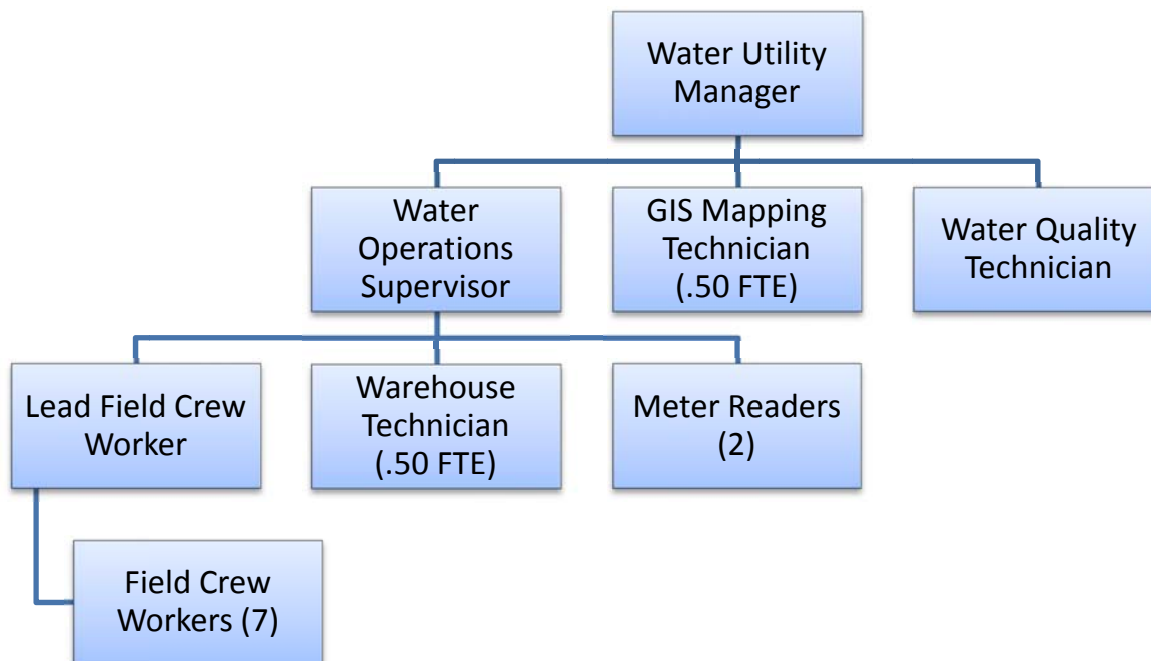 Water Utility
Manager
Water
Operations
Supervisor
GIS Mapping
Technician
(.50 FTE)
Water Quality
Technician
Lead Field Crew
Worker
Warehouse
Technician
(.50 FTE)
Meter Readers
(2)
Field Crew
Workers (7)